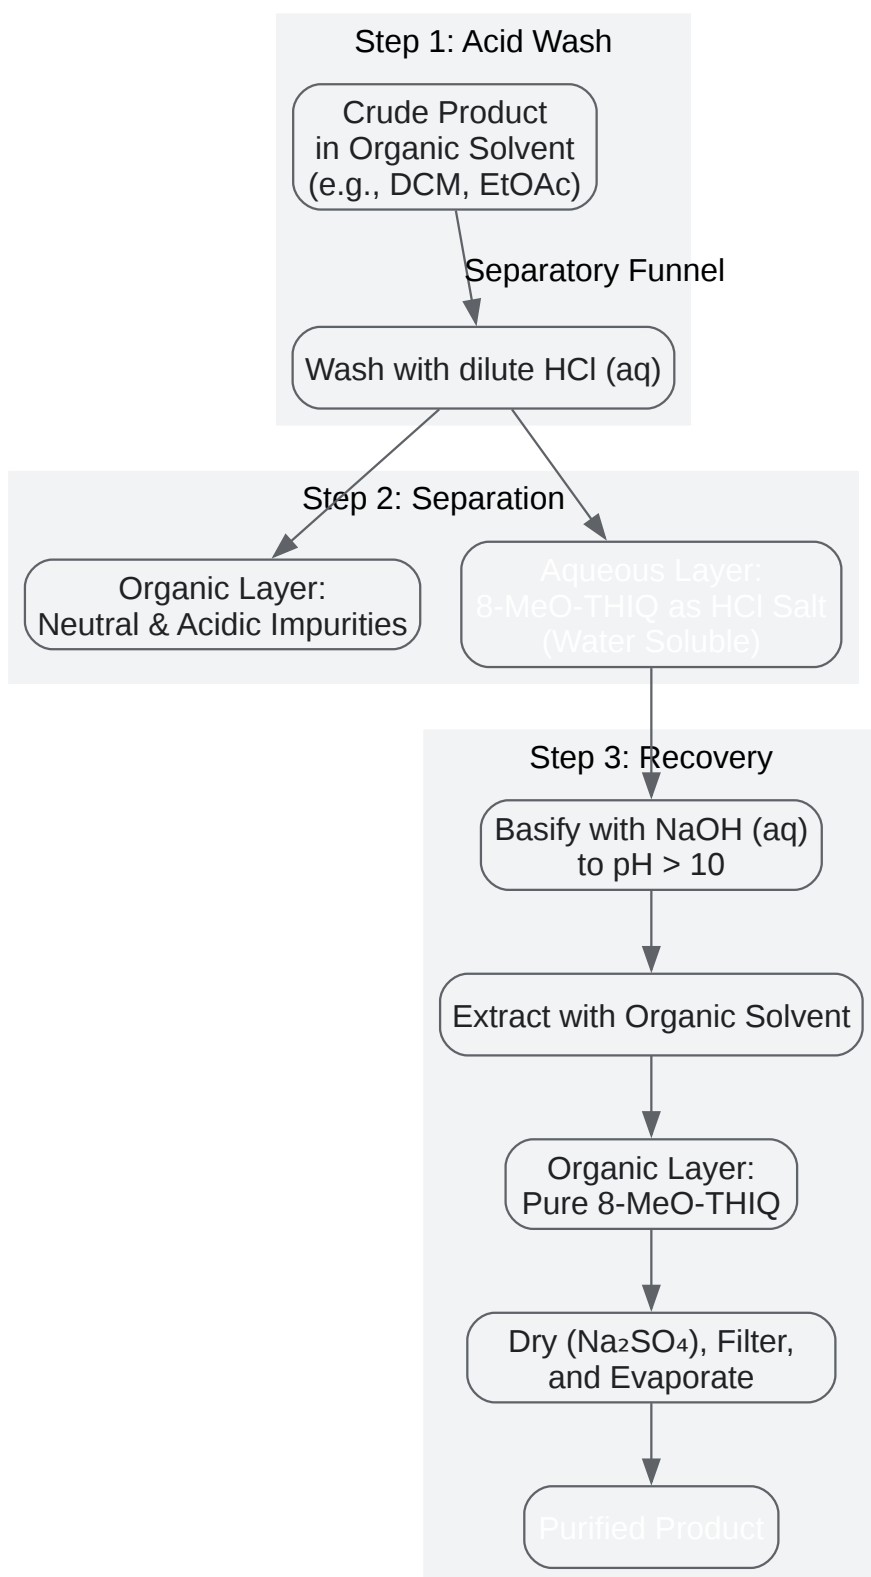 Step 1: Acid Wash
Crude Product
in Organic Solvent
(e.g., DCM, EtOAc)
Separatory Funnel
Wash with dilute HCl (aq)
Step 2: Separation
Organic Layer:
Neutral & Acidic Impurities
Aqueous Layer:
8-MeO-THIQ as HCl Salt
(Water Soluble)
Step 3: Recovery
Basify with NaOH (aq)
to pH > 10
Extract with Organic Solvent
Organic Layer:
Pure 8-MeO-THIQ
Dry (Na₂SO₄), Filter,
and Evaporate
Purified Product